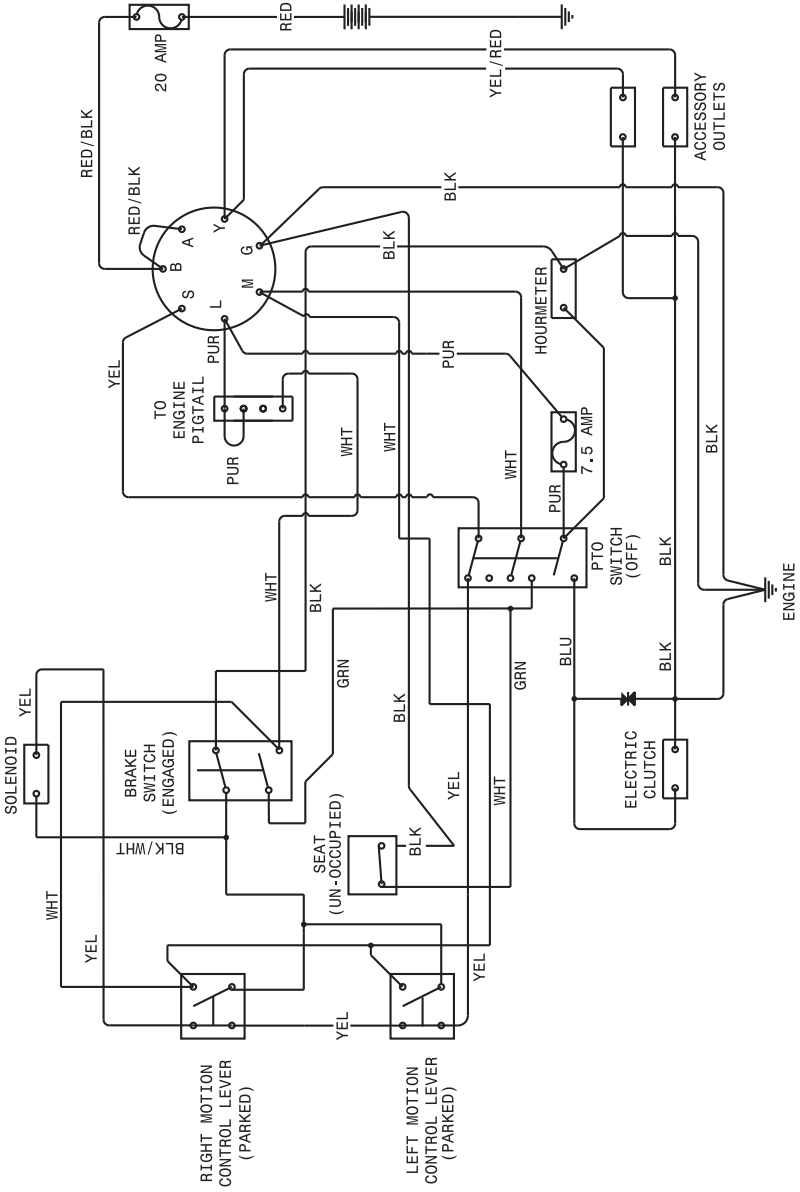 SOLENOID
YEL
WHT
YEL
RED/BLK
YEL
BRAKE
SWITCH
(ENGAGED)
RED/BLK
BLK/WHT
TO
ENGINE
PIGTAIL
20 AMP
S
B
A
RIGHT MOTION
CONTROL LEVER
(PARKED)
PUR
L
Y
PUR
M
G
WHT
RED
BLK
SEAT
(UN-OCCUPIED)
YEL
GRN
WHT
WHT
BLK
BLK
BLK
LEFT MOTION
CONTROL LEVER
(PARKED)
PUR
BLK
YEL
YEL
WHT
YEL/RED
WHT
GRN
HOURMETER
PUR
BLU
7.5 AMP
PTO
SWITCH
(OFF)
ELECTRIC
CLUTCH
BLK
BLK
ACCESSORY
OUTLETS
BLK
ENGINE